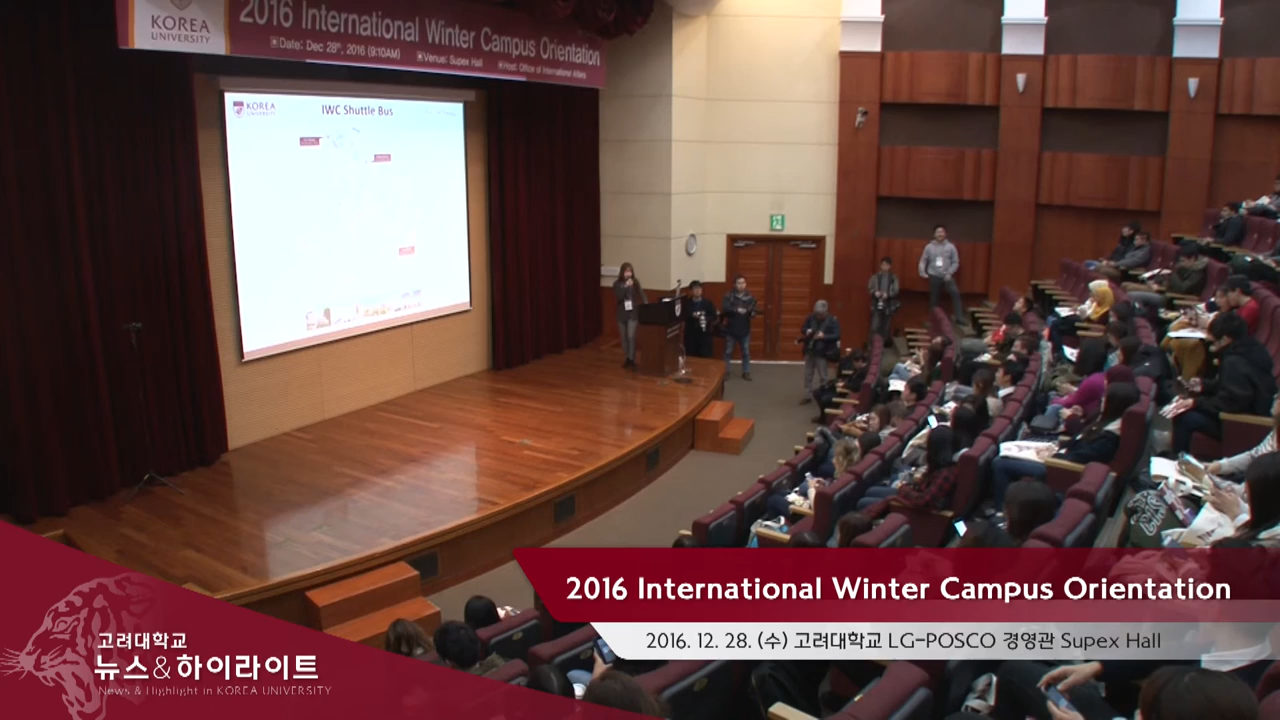 KOREA
UNIVERSITY
2016 International Winter Campus Orientation
Date: Dec 28th, 2016 (9:10AM) Venue: Supex Hall Host: Office of International Affairs
KOREA
UNIVERSITY
IWC Shuttle Bus
2016 International Winter Campus Orientation
2016. 12. 28. (수) 고려대학교 LG-POSCO 경영관 Supex Hall
고려대학교
뉴스&하이라이트
News & Highlight in KOREA UNIVERSITY